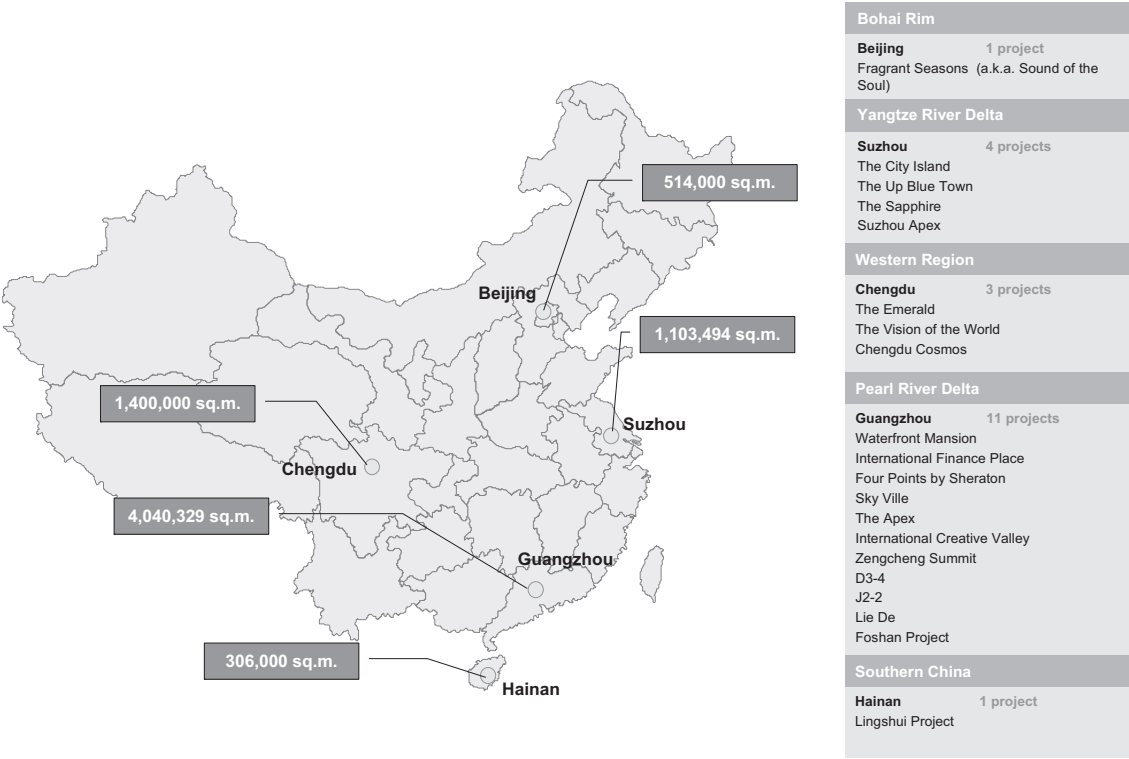 514,000 sq.m.
Beijing
1,103,494 sq.m.
1,400,000 sq.m.
Suzhou
Chengdu
4,040,329 sq.m.
Guangzhou
306,000 sq.m.
Hainan
Bohai Rim
Beijing 1 project
Fragrant Seasons (a.k.a. Sound of the
Soul)
Yangtze River Delta
Suzhou 4 projects
The City Island
The Up Blue Town
The Sapphire
Suzhou Apex
Western Region
Chengdu 3 projects
The Emerald
The Vision of the World
Chengdu Cosmos
Pearl River Delta
Guangzhou 11 projects
Waterfront Mansion
International Finance Place
Four Points by Sheraton
Sky Ville
The Apex
International Creative Valley
Zengcheng Summit
D3-4
J2-2
Lie De
Foshan Project
Southern China
Hainan 1 project
Lingshui Project